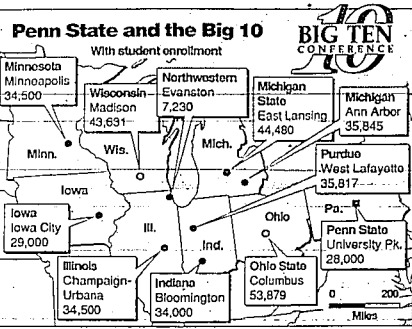 Penn State and the Big 10
With student enrollment
BIG TEN
CONFERENCE
10
Minnesota
Minneapolis
34,500
Wisconsin
Madison
43,631
Northwestern
Evanston
7,230
Michigan
State
East Lansing
44,480
Michigan
Ann Arbor
35,845
Purdue
West Lafayette
35,817
Minn.
Wis.
Mich.
Iowa
Ill.
Ind.
Ohio
Pa.
Iowa
Iowa City
29,000
Illinois
Champaign-
Urbana
34,500
Indiana
Bloomington
34,000
Ohio State
Columbus
53,879
Penn State
University Pk.
28,000
0 200
Miles